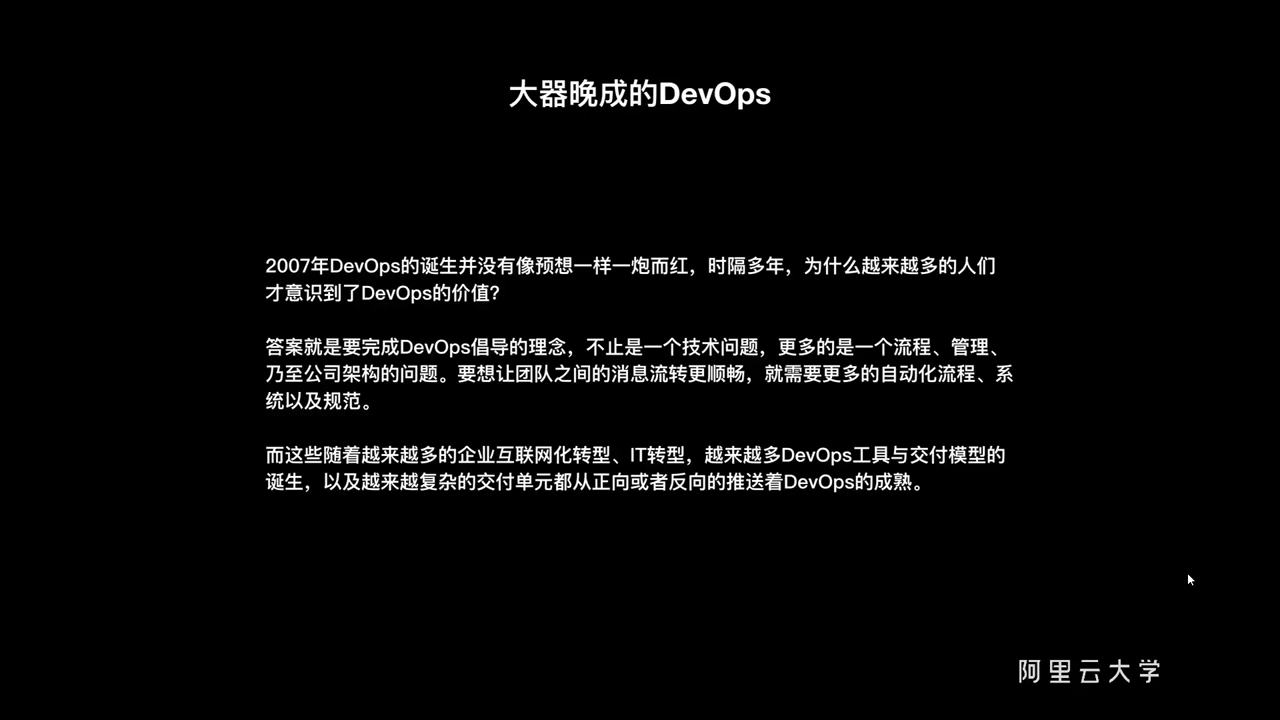 大器晚成的DevOps
2007年DevOps的诞生并没有像预想一样一炮而红，时隔多年，为什么越来越多的人们
才意识到了DevOps的价值？
答案就是要完成DevOps倡导的理念，不止是一个技术问题，更多的是一个流程、管理、
乃至公司架构的问题。要想让团队之间的消息流转更顺畅，就需要更多的自动化流程、系
统以及规范。
而这些随着越来越多的企业互联网化转型、IT转型，越来越多DevOps工具与交付模型的
诞生，以及越来越复杂的交付单元都从正向或者反向的推送着DevOps的成熟。
阿里云大学